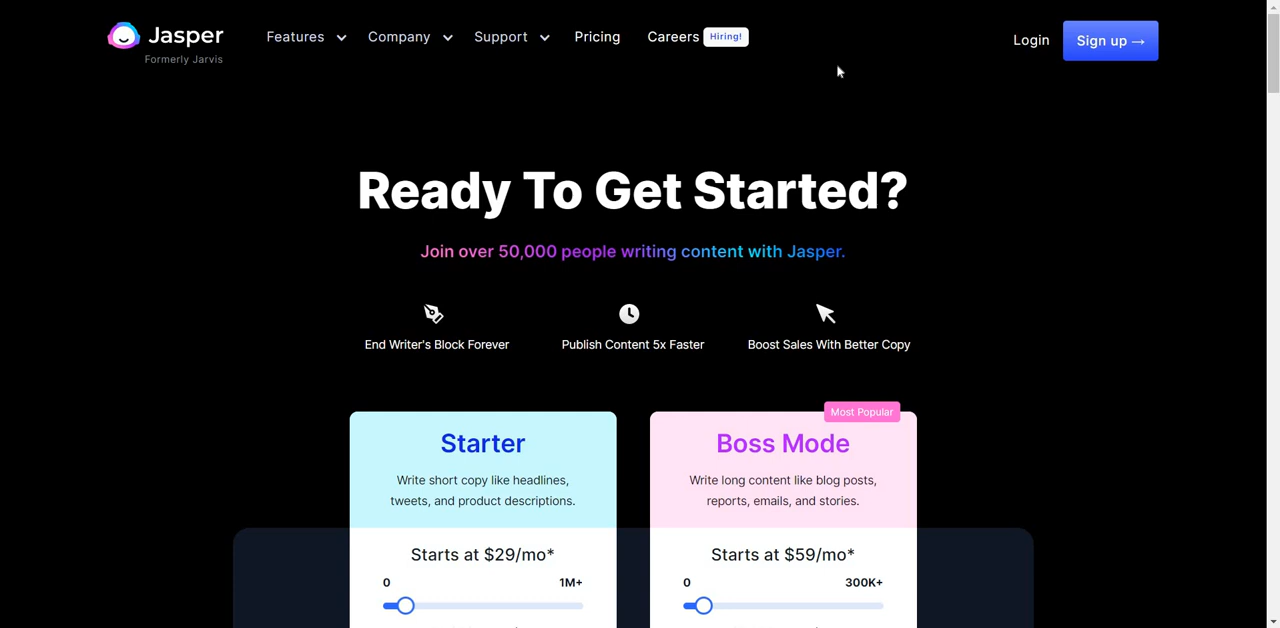 Jasper
Formerly Jarvis
Features
Company
Support
Pricing
Careers
Hiring!
Login
Sign up →
Ready To Get Started?
Join over 50,000 people writing content with Jasper.
End Writer's Block Forever
Publish Content 5x Faster
Boost Sales With Better Copy
Starter
Write short copy like headlines,
tweets, and product descriptions.
Starts at $29/mo*
0 1M+
Most Popular
Boss Mode
Write long content like blog posts,
reports, emails, and stories.
Starts at $59/mo*
0 300K+